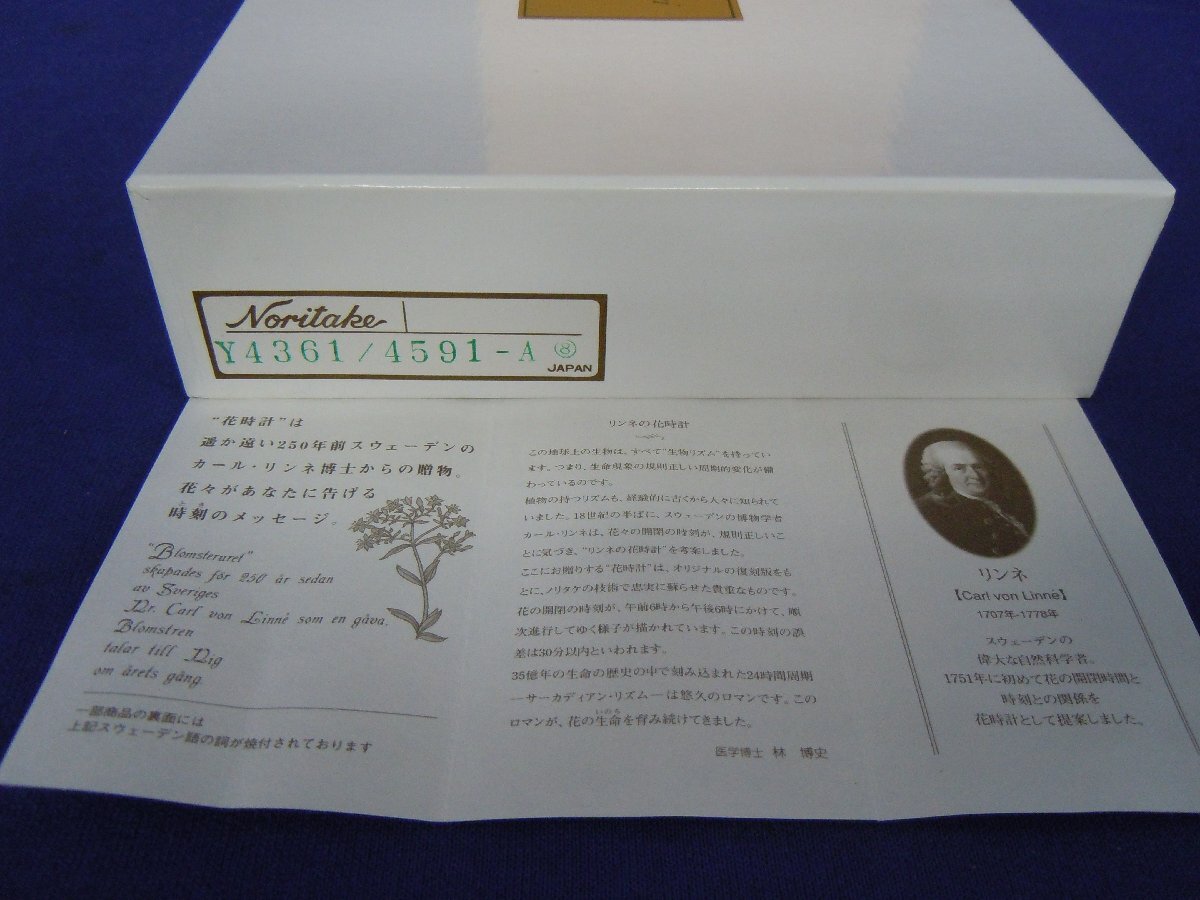 Noritake
Y4361/4591-A ⑧
JAPAN
"花時計"は
遥か遠い250年前スウェーデンの
カール・リンネ博士からの贈物。
花々があなたに告げる
時刻のメッセージ。
"Blomsteruret"
skapades för 250 år sedan
av Sveriges
Dr. Carl von Linné som en gåva.
Blomstren
talar till Dig
om årets gång.
一部商品の裏面には
上記スウェーデン語の詞が焼付されております
リンネの花時計
この地球上の生物は、すべて"生物リズム"を持ってい
ます。つまり、生命現象の規則正しい周期的変化が備
わっているのです。
植物の持つリズムも、経験的に古くから人々に知られて
いました。18世紀の半ばに、スウェーデンの博物学者
カール・リンネは、花々の開閉の時刻が、規則正しいこ
とに気づき、"リンネの花時計"を考案しました。
ここにお贈りする"花時計"は、オリジナルの復刻版をも
とに、ノリタケの技術で忠実に蘇らせた貴重なものです。
花の開閉の時刻が、午前6時から午後6時にかけて、順
次進行してゆく様子が描かれています。この時刻の誤
差は30分以内といわれます。
35億年の生命の歴史の中で刻み込まれた24時間周期
—サーカディアン・リズム—は悠久のロマンです。この
ロマンが、花の生命を育み続けてきました。
いのち
医学博士 林 博史
リンネ
【Carl von Linné】
1707年-1778年
スウェーデンの
偉大な自然科学者。
1751年に初めて花の開閉時間と
時刻との関係を
花時計として提案しました。